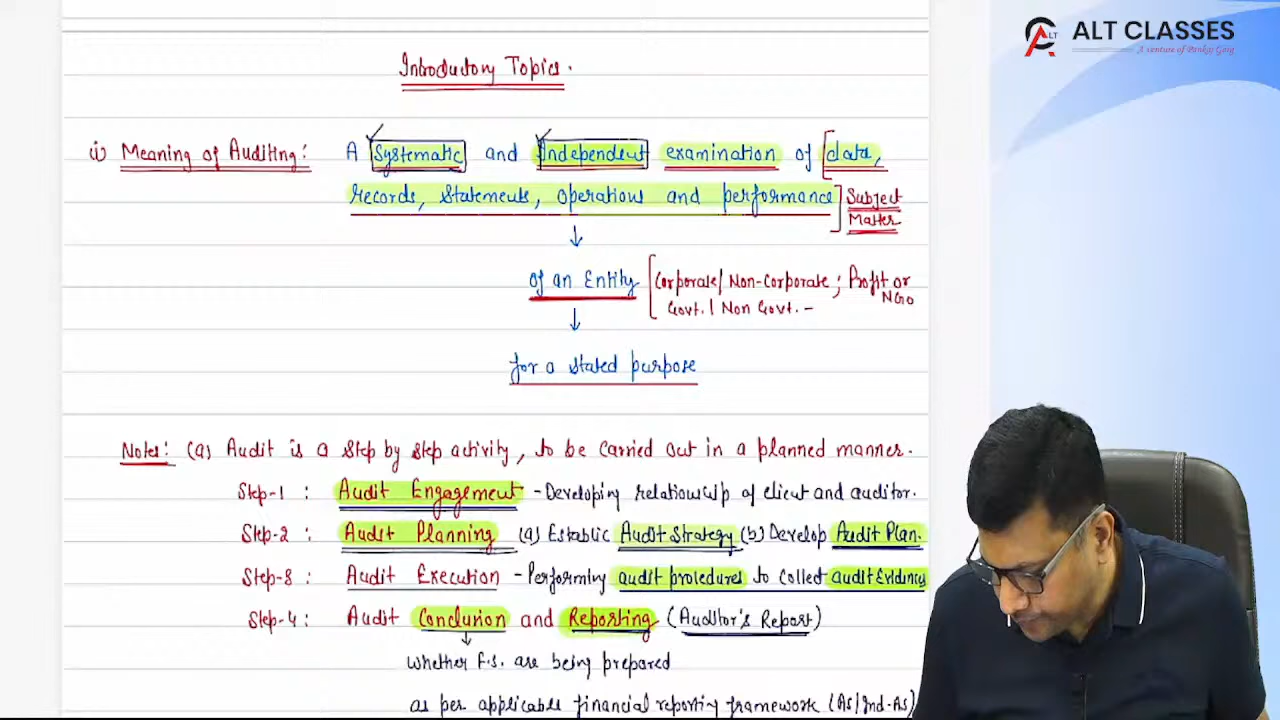 ALT CLASSES
A venture of Pankaj Garg
Introductory Topics.
(i) Meaning of Auditing: A Systematic and Independent examination of [data,
records, statements, operations and performance] Subject
Matter
of an Entity [Corporate/ Non-Corporate ; Profit or
NGO
Govt. / Non Govt. -
for a stated purpose
Notes: (a) Audit is a step by step activity, to be carried out in a planned manner.
Step-1 : Audit Engagement - Developing relationship of client and auditor.
Step-2 : Audit Planning (a) Establic Audit Strategy (b) Develop Audit Plan.
Step-3 : Audit Execution - Performing audit procedures to collect audit Evidence
Step-4 : Audit Conclusion and Reporting (Auditor's Report)
whether F.S. are being prepared
as per applicable financial reporting framework (AS/Ind-AS)